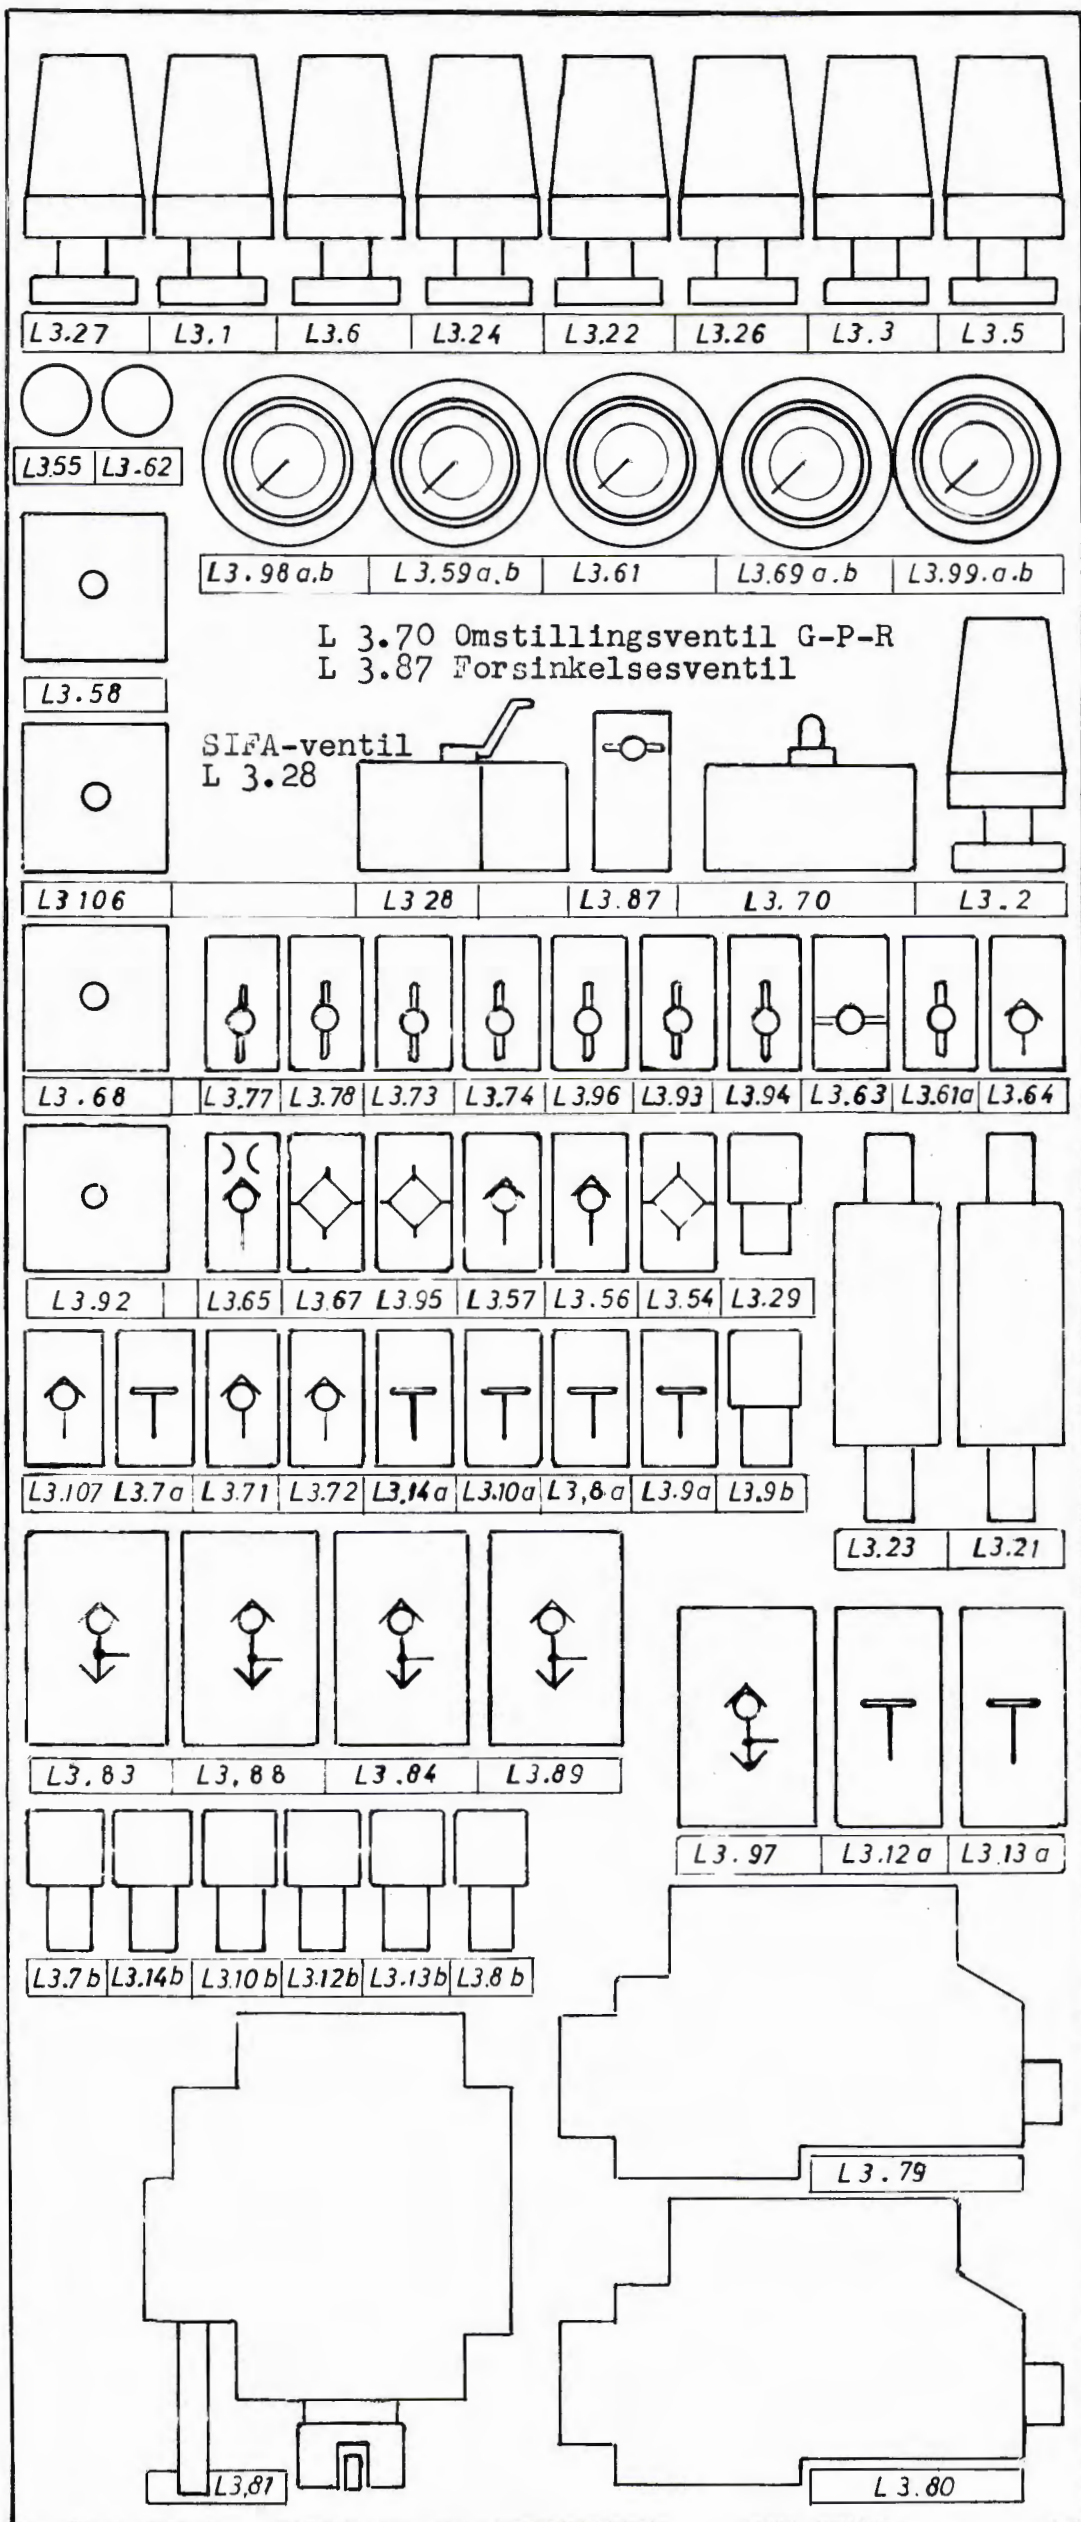 L3.27 L3.1 L3.6 L3.24 L3.22 L3.26 L3.3 L3.5
L3.55 L3.62
L3.98 a.b L3.59 a.b L3.61 L3.69 a.b L3.99.a.b
L 3.70 Omstillingsventil G-P-R
L 3.87 Forsinkelsesventil
L3.58
SIFA-ventil
L 3.28
L3 106 L3 28 L3.87 L3.70 L3.2
L3.68 L3.77 L3.78 L3.73 L3.74 L3.96 L3.93 L3.94 L3.63 L3.61a L3.64
L3.92 L3.65 L3.67 L3.95 L3.57 L3.56 L3.54 L3.29
L3.107 L3.7a L3.71 L3.72 L3.14a L3.10a L3,8a L3.9a L3.9b
L3.23 L3.21
L3.83 L3,88 L3.84 L3.89
L3.97 L3.12 a L3.13 a
L3.7b L3.14b L3.10 b L3.12b L3.13b L3.8 b
L3.79
L3,81 L3.80